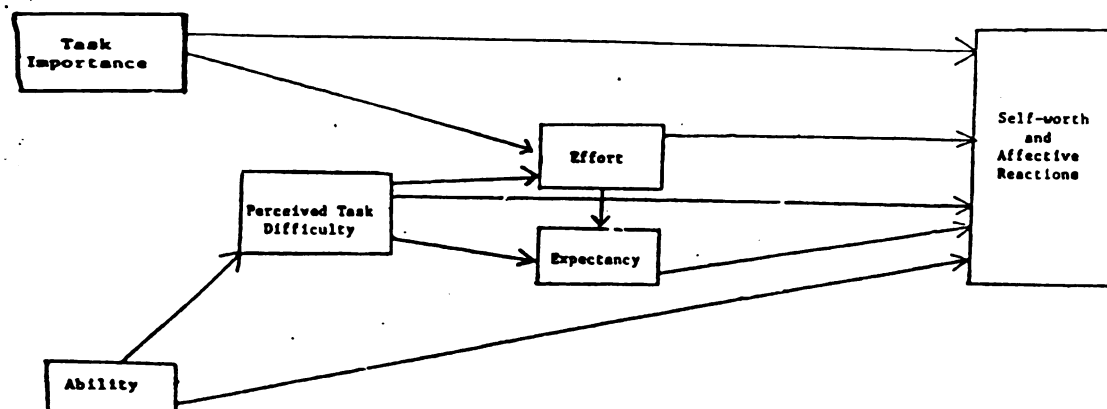 Task
Importance
Self-worth
and
Affective
Reactions
Effort
Perceived Task
Difficulty
Expectancy
Ability